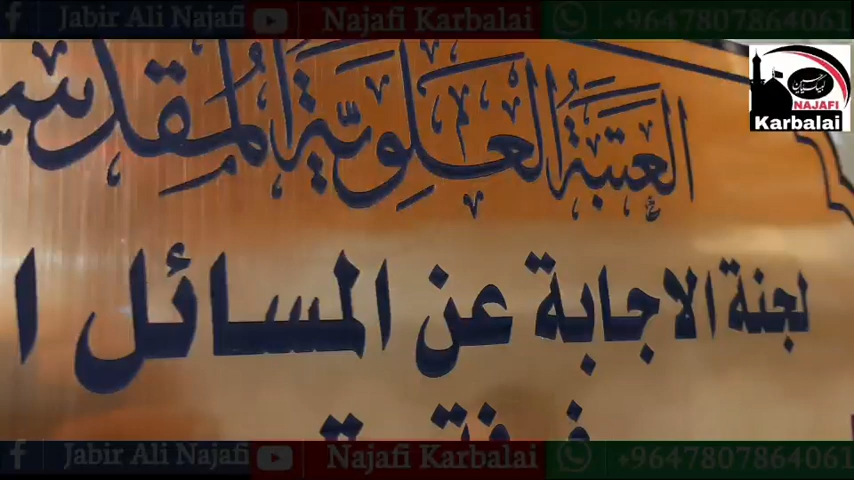 Jabir Ali Najafi Najafi Karbalai +9647807864061
NAJAFI
Karbalai
العتبة العلوية المقدسة
لجنة الاجابة عن المسائل ا
Jabir Ali Najafi Najafi Karbalai +9647807864061